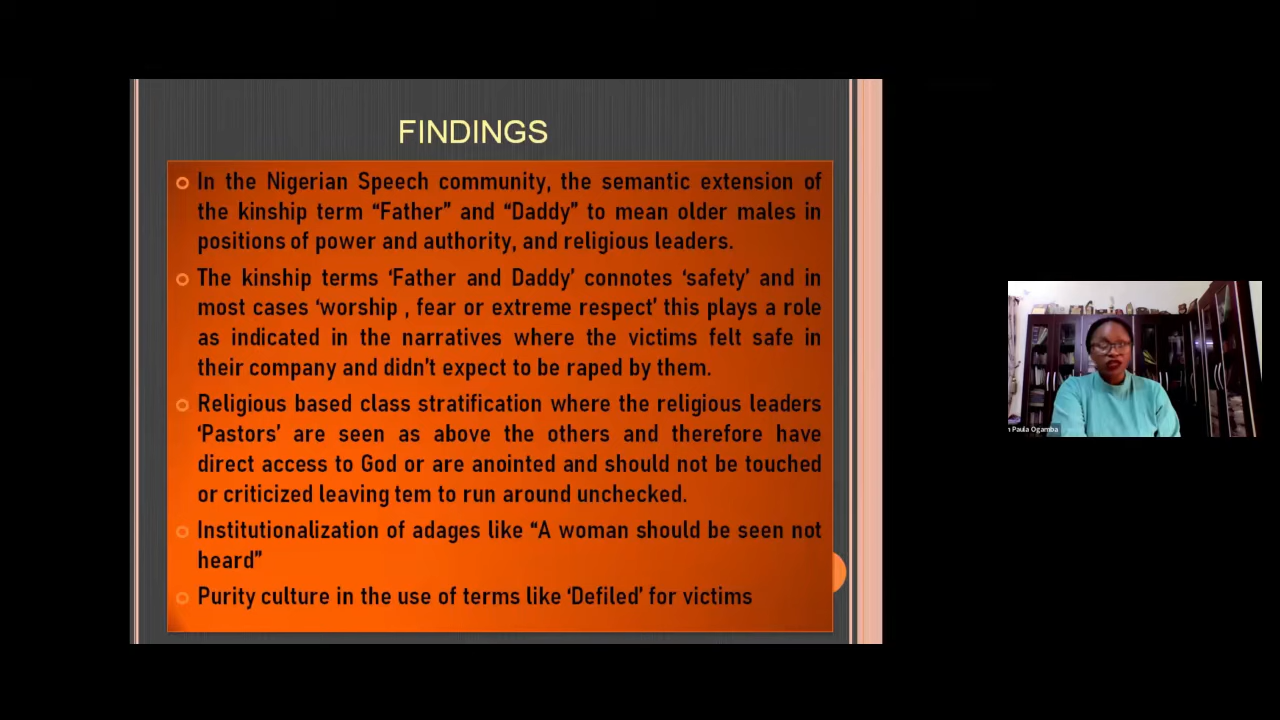 FINDINGS
In the Nigerian Speech community, the semantic extension of
the kinship term “Father” and “Daddy” to mean older males in
positions of power and authority, and religious leaders.
The kinship terms ‘Father and Daddy’ connotes ‘safety’ and in
most cases ‘worship , fear or extreme respect’ this plays a role
as indicated in the narratives where the victims felt safe in
their company and didn’t expect to be raped by them.
Religious based class stratification where the religious leaders
‘Pastors’ are seen as above the others and therefore have
direct access to God or are anointed and should not be touched
or criticized leaving tem to run around unchecked.
Institutionalization of adages like “A woman should be seen not
heard”
Purity culture in the use of terms like ‘Defiled’ for victims
Paula Ogamba